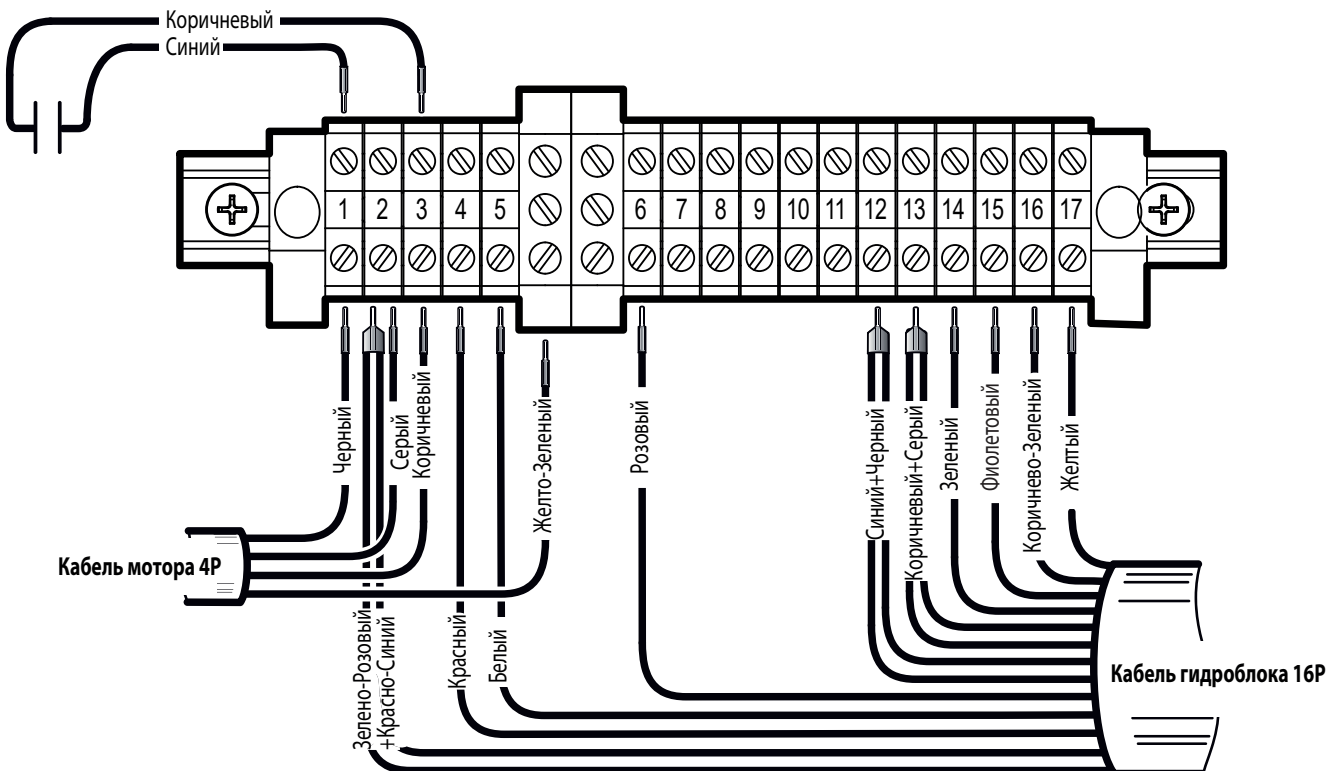 Коричневый
Синий
1 2 3 4 5 6 7 8 9 10 11 12 13 14 15 16 17
Черный
Зелено-Розовый
+Красно-Синий
Серый
Коричневый
Красный
Белый
Желто-Зеленый
Розовый
Синий+Черный
Коричневый+Серый
Зеленый
Фиолетовый
Коричнево-Зеленый
Желтый
Кабель мотора 4P
Кабель гидроблока 16P